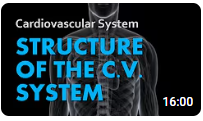 Cardiovascular System
STRUCTURE
OF THE C.V.
SYSTEM
16:00